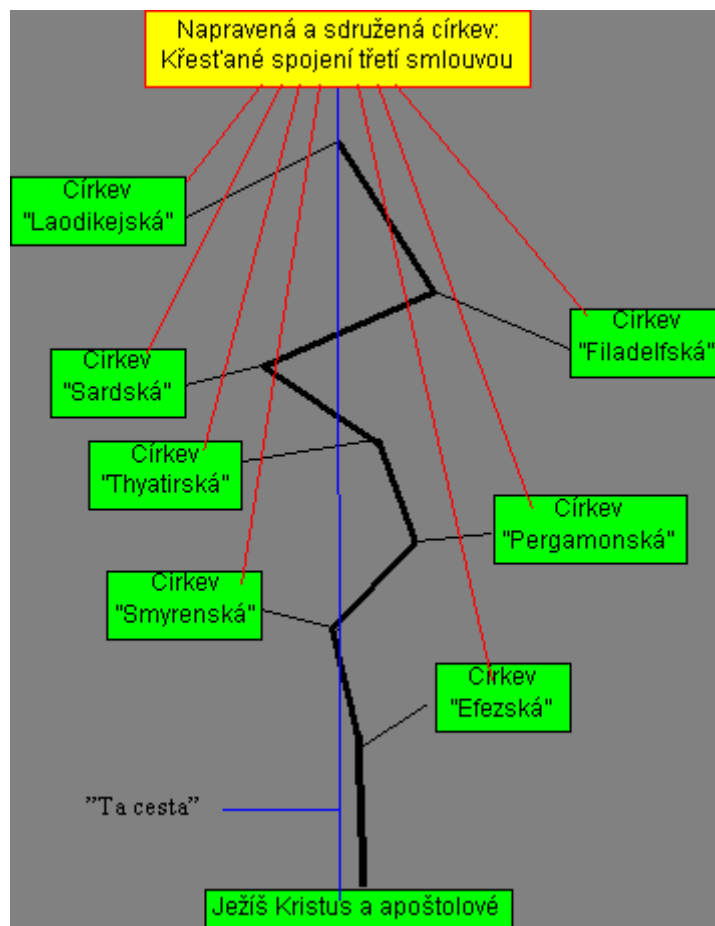 Napravená a sdružená církev:
Křesťané spojení třetí smlouvou
Církev
"Laodikejská"
Církev
"Filadelfská"
Církev
"Sardská"
Církev
"Thyatirská"
Církev
"Pergamonská"
Církev
"Smyrenská"
Církev
"Efezská"
”Ta cesta”
Ježíš Kristus a apoštolové